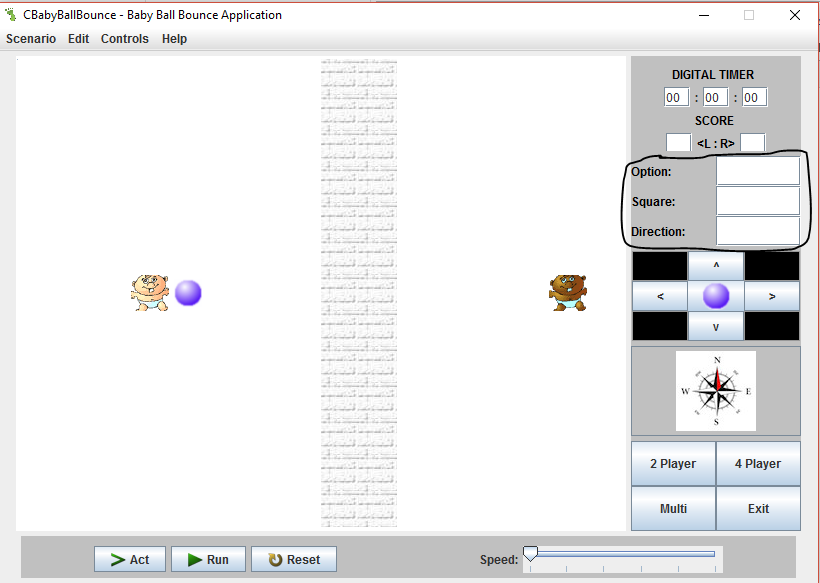 CBabyBallBounce - Baby Ball Bounce Application
Scenario Edit Controls Help
DIGITAL TIMER
00 : 00 : 00
SCORE
<L : R>
Option:
Square:
Direction:
^
< >
v
N
W E
S
2 Player 4 Player
Multi Exit
Act Run Reset Speed: